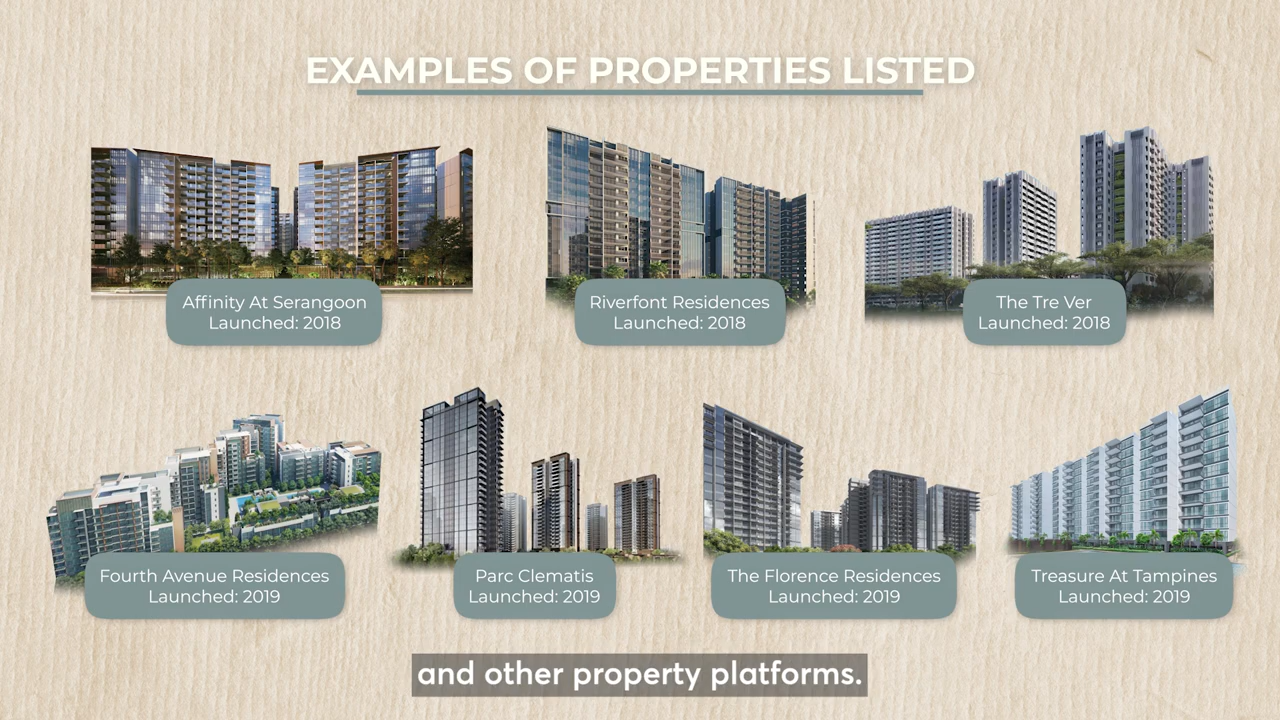 EXAMPLES OF PROPERTIES LISTED
Affinity At Serangoon
Launched: 2018
Riverfont Residences
Launched: 2018
The Tre Ver
Launched: 2018
Fourth Avenue Residences
Launched: 2019
Parc Clematis
Launched: 2019
The Florence Residences
Launched: 2019
Treasure At Tampines
Launched: 2019
and other property platforms.